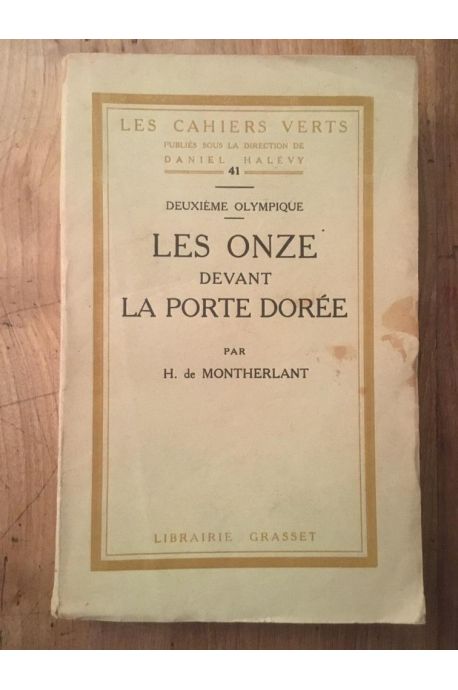 LES CAHIERS VERTS
PUBLIÉS SOUS LA DIRECTION DE
DANIEL HALÉVY
41
DEUXIÈME OLYMPIQUE
LES ONZE
DEVANT
LA PORTE DORÉE
PAR
H. de MONTHERLANT
LIBRAIRIE GRASSET